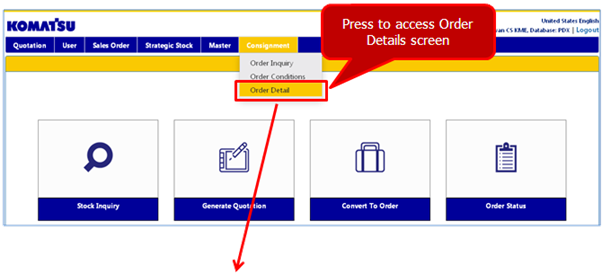 KOMATSU
Press to access Order
Details screen
United States English
CS KME, Database: PDX | Logout
Quotation User Sales Order Strategic Stock Master Consignment
Order Inquiry
Order Conditions
Order Detail
Stock Inquiry Generate Quotation Convert To Order Order Status